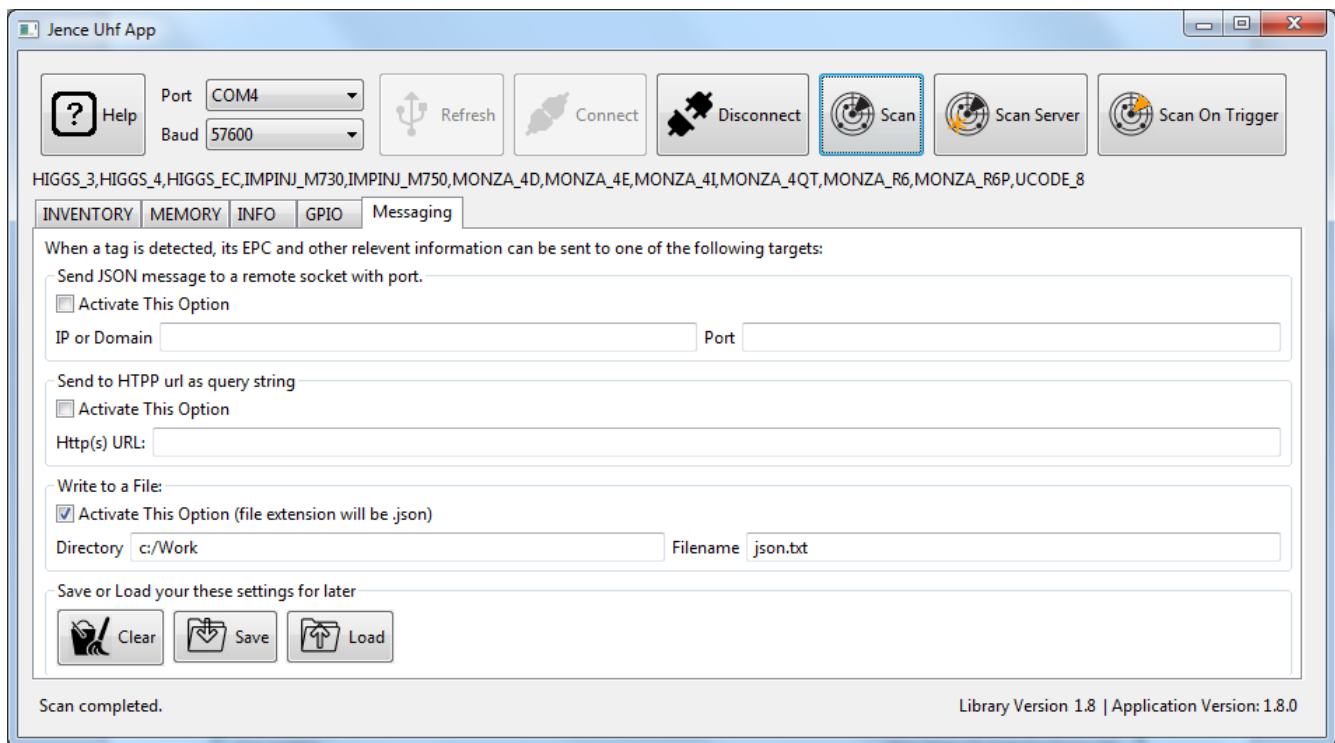 Jence Uhf App
Help
Port COM4
Baud 57600
Refresh
Connect
Disconnect
Scan
Scan Server
Scan On Trigger
HIGGS_3,HIGGS_4,HIGGS_EC,IMPINJ_M730,IMPINJ_M750,MONZA_4D,MONZA_4E,MONZA_4I,MONZA_4QT,MONZA_R6,MONZA_R6P,UCODE_8
INVENTORY MEMORY INFO GPIO Messaging
When a tag is detected, its EPC and other relevent information can be sent to one of the following targets:
Send JSON message to a remote socket with port.
Activate This Option
IP or Domain Port
Send to HTPP url as query string
Activate This Option
Http(s) URL:
Write to a File:
Activate This Option (file extension will be .json)
Directory c:/Work Filename json.txt
Save or Load your these settings for later
Clear Save Load
Scan completed. Library Version 1.8 | Application Version: 1.8.0